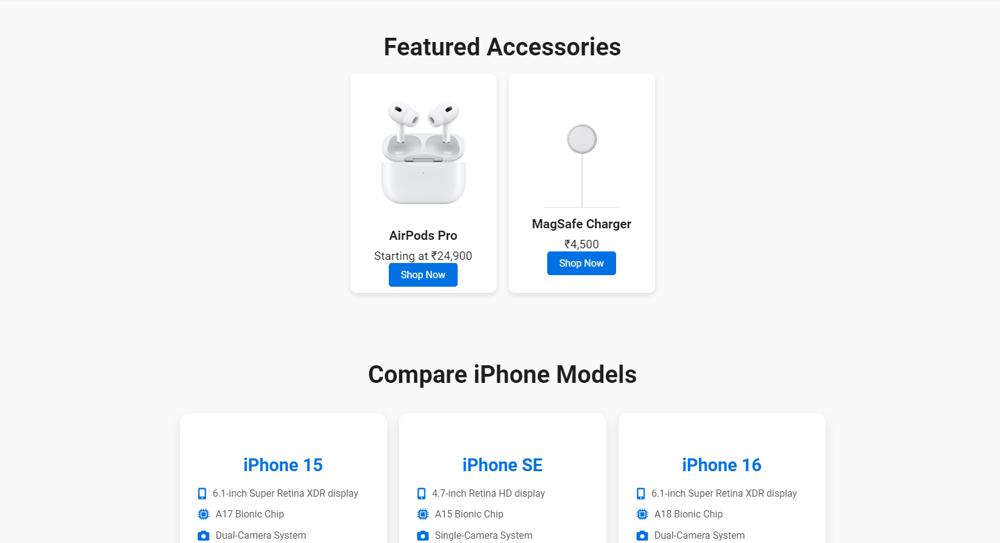 Featured Accessories
AirPods Pro
Starting at ₹24,900
Shop Now
MagSafe Charger
₹4,500
Shop Now
Compare iPhone Models
iPhone 15
6.1-inch Super Retina XDR display
A17 Bionic Chip
Dual-Camera System
iPhone SE
4.7-inch Retina HD display
A15 Bionic Chip
Single-Camera System
iPhone 16
6.1-inch Super Retina XDR display
A18 Bionic Chip
Dual-Camera System